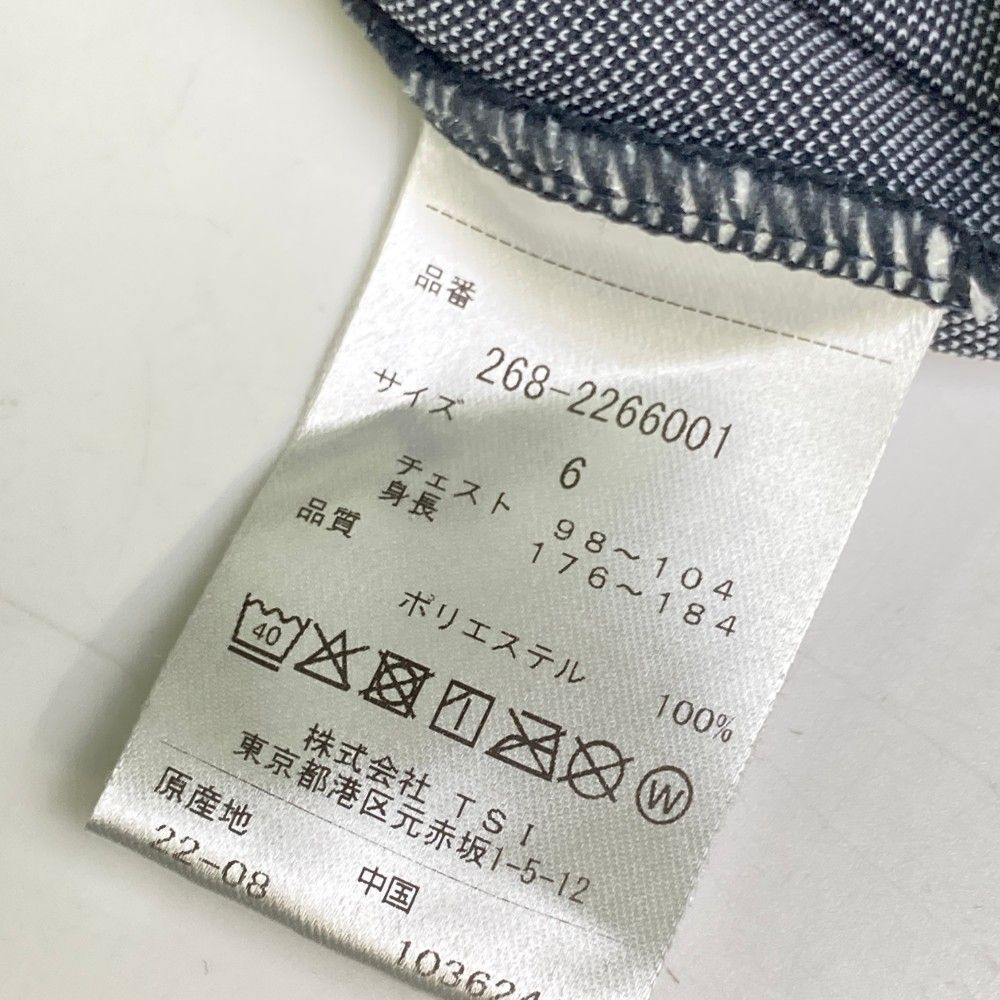 品番
268-2266001
サイズ
6
チェスト 98～104
身長 176～184
品質
ポリエステル 100%
40
W
株式会社 TSI
東京都港区元赤坂1-5-12
原産地 中国
22-08 103624